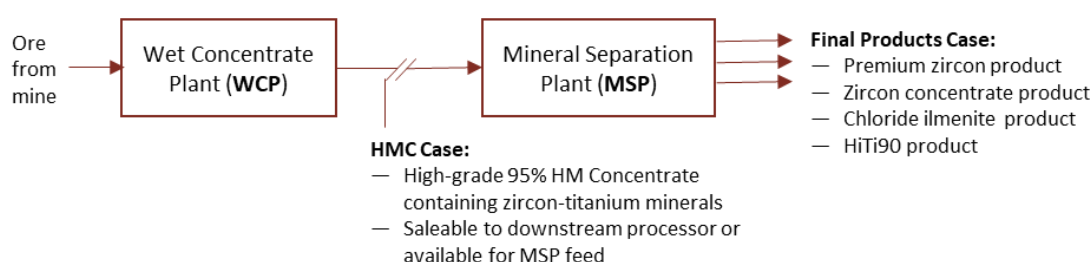 Ore
from
mine
Wet Concentrate
Plant (WCP)
Mineral Separation
Plant (MSP)
HMC Case:
— High-grade 95% HM Concentrate
containing zircon-titanium minerals
— Saleable to downstream processor or
available for MSP feed
Final Products Case:
— Premium zircon product
— Zircon concentrate product
— Chloride ilmenite product
— HiTi90 product